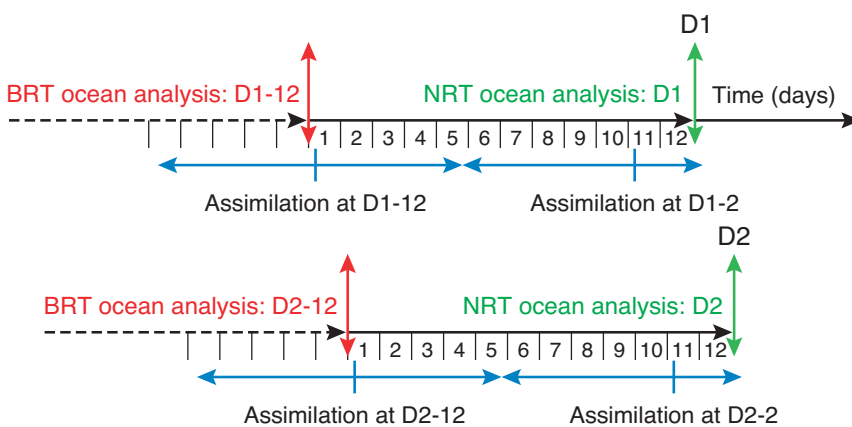 D1
BRT ocean analysis: D1-12 NRT ocean analysis: D1 Time (days)
1 2 3 4 5 6 7 8 9 10 11 12
Assimilation at D1-12 Assimilation at D1-2
D2
BRT ocean analysis: D2-12 NRT ocean analysis: D2
1 2 3 4 5 6 7 8 9 10 11 12
Assimilation at D2-12 Assimilation at D2-2